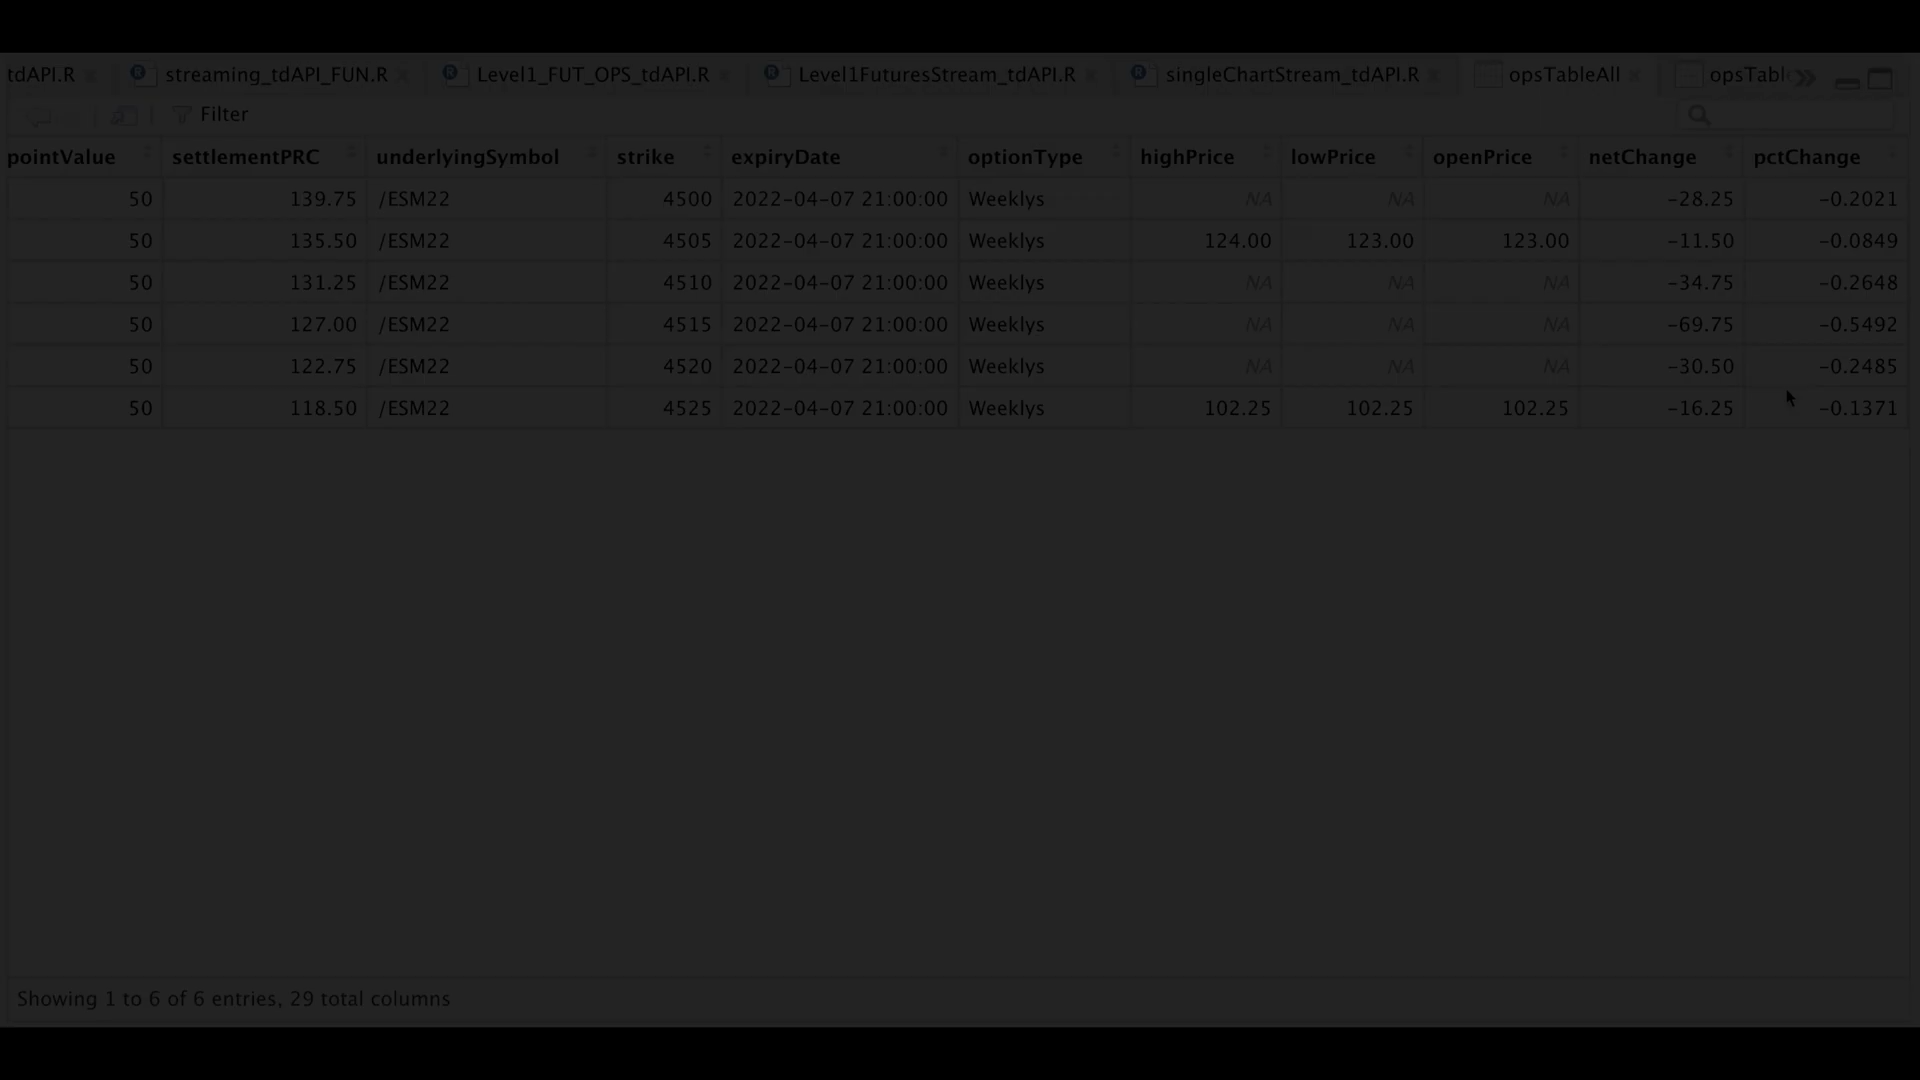 tdAPI.R streaming_tdAPI_FUN.R Level1_FUT_OPS_tdAPI.R Level1FuturesStream_tdAPI.R singleChartStream_tdAPI.R opsTableAll opsTabl
Filter
pointValue settlementPRC underlyingSymbol strike expiryDate optionType highPrice lowPrice openPrice netChange pctChange
50 139.75 /ESM22 4500 2022-04-07 21:00:00 Weeklys NA NA NA -28.25 -0.2021
50 135.50 /ESM22 4505 2022-04-07 21:00:00 Weeklys 124.00 123.00 123.00 -11.50 -0.0849
50 131.25 /ESM22 4510 2022-04-07 21:00:00 Weeklys NA NA NA -34.75 -0.2648
50 127.00 /ESM22 4515 2022-04-07 21:00:00 Weeklys NA NA NA -69.75 -0.5492
50 122.75 /ESM22 4520 2022-04-07 21:00:00 Weeklys NA NA NA -30.50 -0.2485
50 118.50 /ESM22 4525 2022-04-07 21:00:00 Weeklys 102.25 102.25 102.25 -16.25 -0.1371
Showing 1 to 6 of 6 entries, 29 total columns